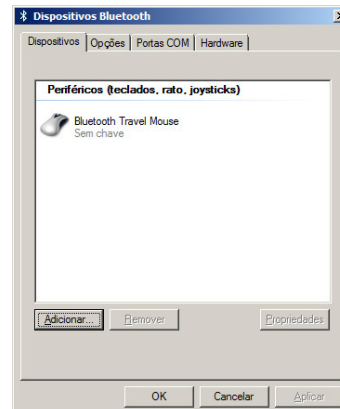 Dispositivos Bluetooth
Dispositivos Opções Portas COM Hardware
Periféricos (teclados, rato, joysticks)
Bluetooth Travel Mouse
Sem chave
Adicionar... Remover Propriedades
OK Cancelar Aplicar